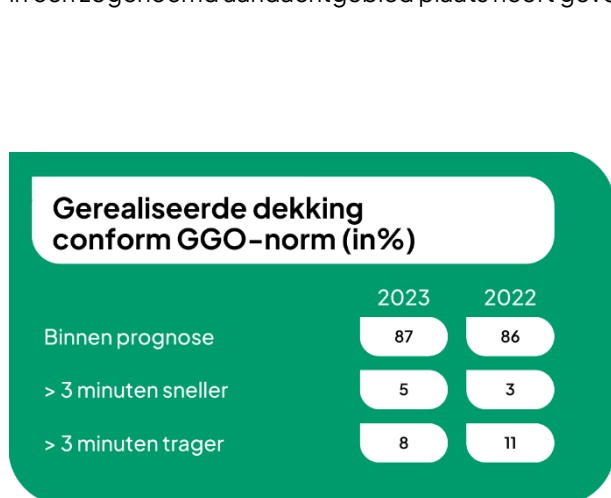 Gerealiseerde dekking
conform GGO-norm (in%)
2023 2022
Binnen prognose 87 86
> 3 minuten sneller 5 3
> 3 minuten trager 8 11